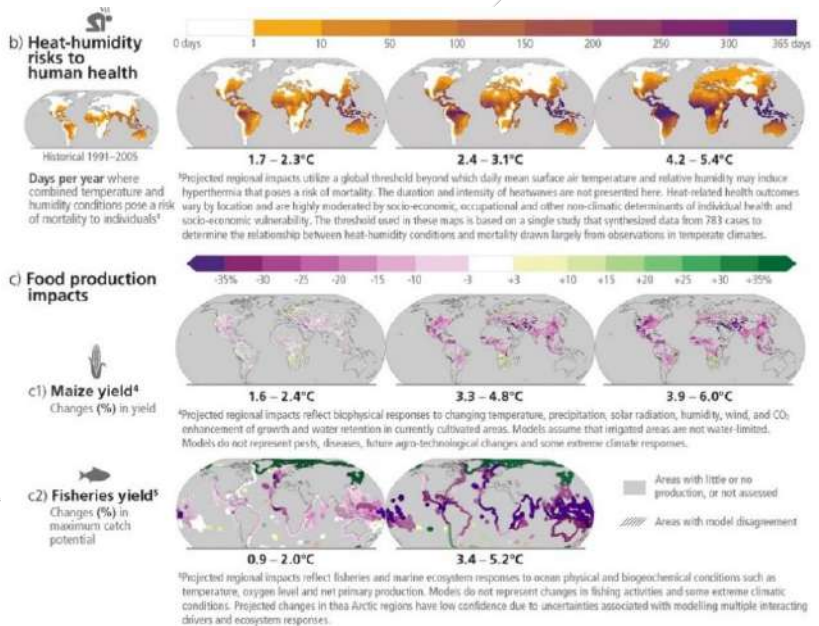 b) Heat-humidity
risks to
human health
0 days
1
10
50
100
150
200
250
300
365 days
Historical 1991–2005
1.7 – 2.3°C
2.4 – 3.1°C
4.2 – 5.4°C
Days per year where
combined temperature and
humidity conditions pose a risk
of mortality to individuals³
³Projected regional impacts utilize a global threshold beyond which daily mean surface air temperature and relative humidity may induce
hyperthermia that poses a risk of mortality. The duration and intensity of heatwaves are not presented here. Heat-related health outcomes
vary by location and are highly moderated by socio-economic, occupational and other non-climatic determinants of individual health and
socio-economic vulnerability. The threshold used in these maps is based on a single study that synthesized data from 783 cases to
determine the relationship between heat-humidity conditions and mortality drawn largely from observations in temperate climates.
c) Food production
impacts
-35%
-30
-25
-20
-15
-10
-3
+3
+10
+15
+20
+25
+30
+35%
c1) Maize yield⁴
Changes (%) in yield
1.6 – 2.4°C
3.3 – 4.8°C
3.9 – 6.0°C
⁴Projected regional impacts reflect biophysical responses to changing temperature, precipitation, solar radiation, humidity, wind, and CO₂
enhancement of growth and water retention in currently cultivated areas. Models assume that irrigated areas are not water-limited.
Models do not represent pests, diseases, future agro-technological changes and some extreme climate responses.
c2) Fisheries yield⁵
Changes (%) in
maximum catch
potential
0.9 – 2.0°C
3.4 – 5.2°C
Areas with little or no
production, or not assessed
Areas with model disagreement
⁵Projected regional impacts reflect fisheries and marine ecosystem responses to ocean physical and biogeochemical conditions such as
temperature, oxygen level and net primary production. Models do not represent changes in fishing activities and some extreme climatic
conditions. Projected changes in thea Arctic regions have low confidence due to uncertainties associated with modelling multiple interacting
drivers and ecosystem responses.